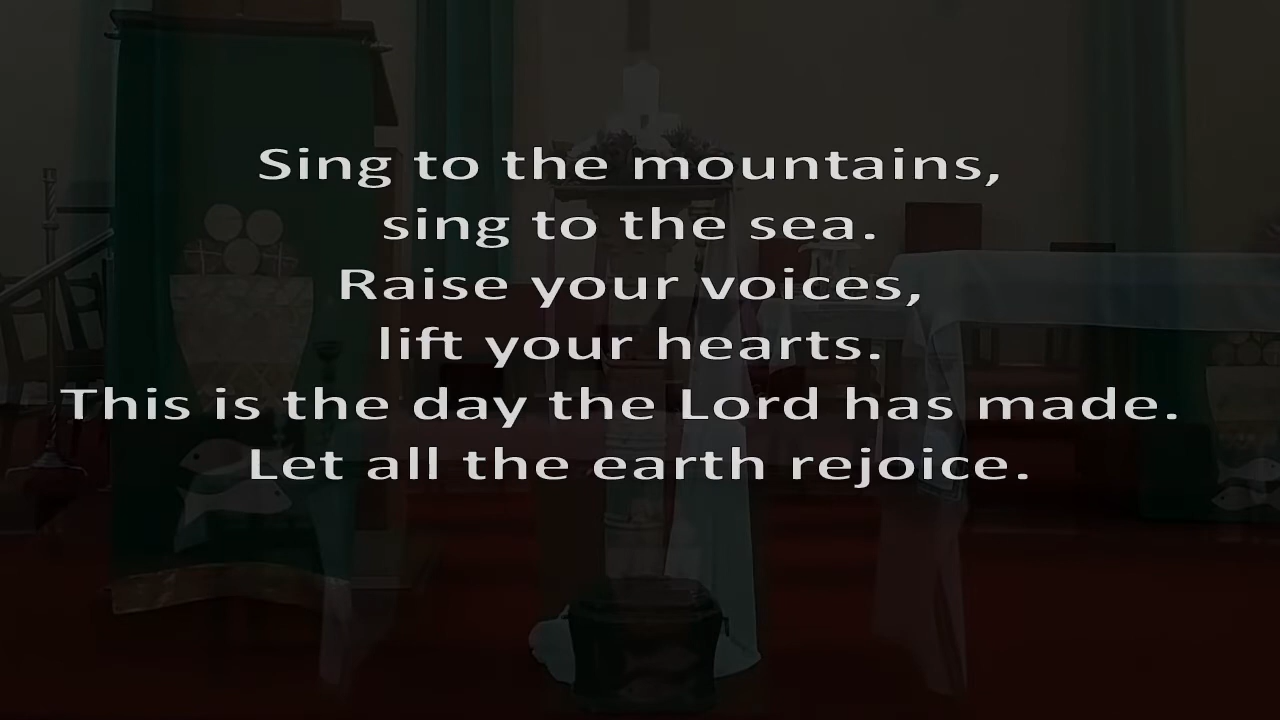 Sing to the mountains,
sing to the sea.
Raise your voices,
lift your hearts.
This is the day the Lord has made.
Let all the earth rejoice.